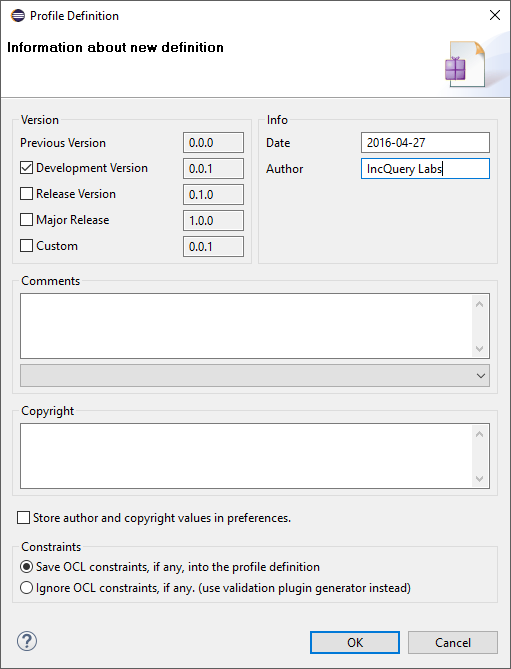 Profile Definition
Information about new definition
Version
Previous Version 0.0.0
Development Version 0.0.1
Release Version 0.1.0
Major Release 1.0.0
Custom 0.0.1
Info
Date 2016-04-27
Author IncQuery Labs
Comments
Copyright
Store author and copyright values in preferences.
Constraints
Save OCL constraints, if any, into the profile definition
Ignore OCL constraints, if any. (use validation plugin generator instead)
? OK Cancel